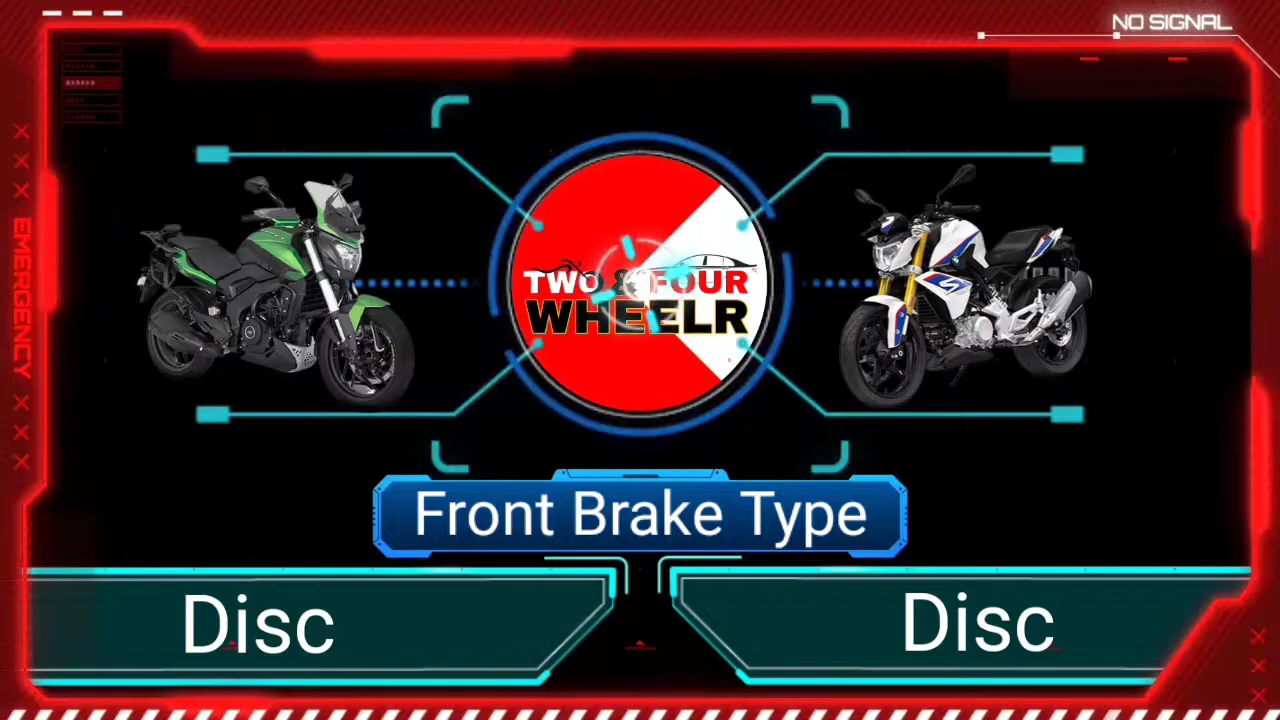 NO SIGNAL
EMERGENCY
TWO & FOUR
WHEELR
Front Brake Type
Disc
Disc